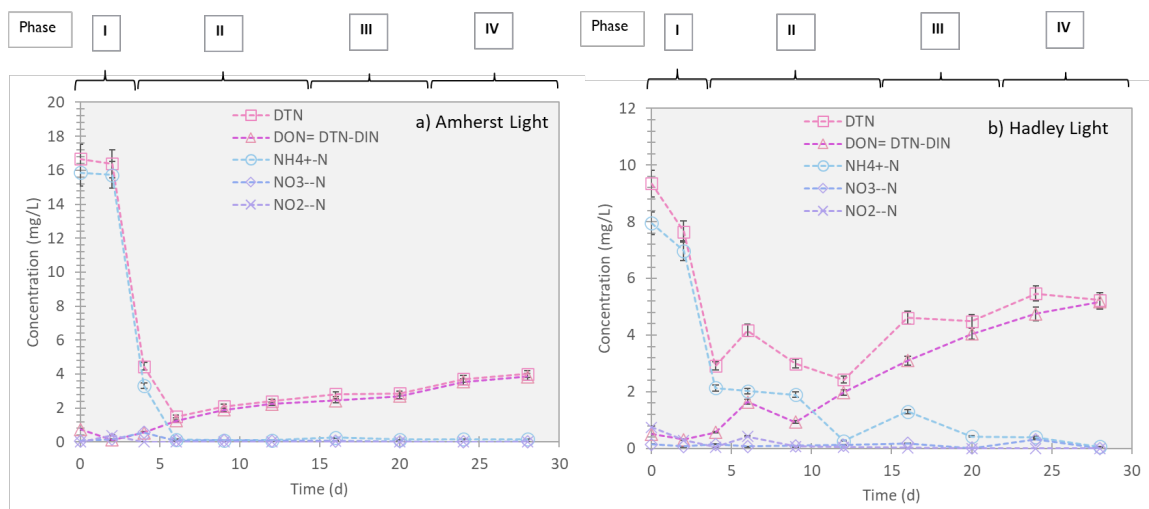 Phase
I
II
III
IV
a) Amherst Light
DTN
DON= DTN-DIN
NH4+-N
NO3--N
NO2--N
Concentration (mg/L)
20
18
16
14
12
10
8
6
4
2
0
0 5 10 15 20 25 30
Time (d)
Phase
I
II
III
IV
b) Hadley Light
DTN
DON= DTN-DIN
NH4+-N
NO3--N
NO2--N
Concentration (mg/L)
12
10
8
6
4
2
0
0 5 10 15 20 25 30
Time (d)